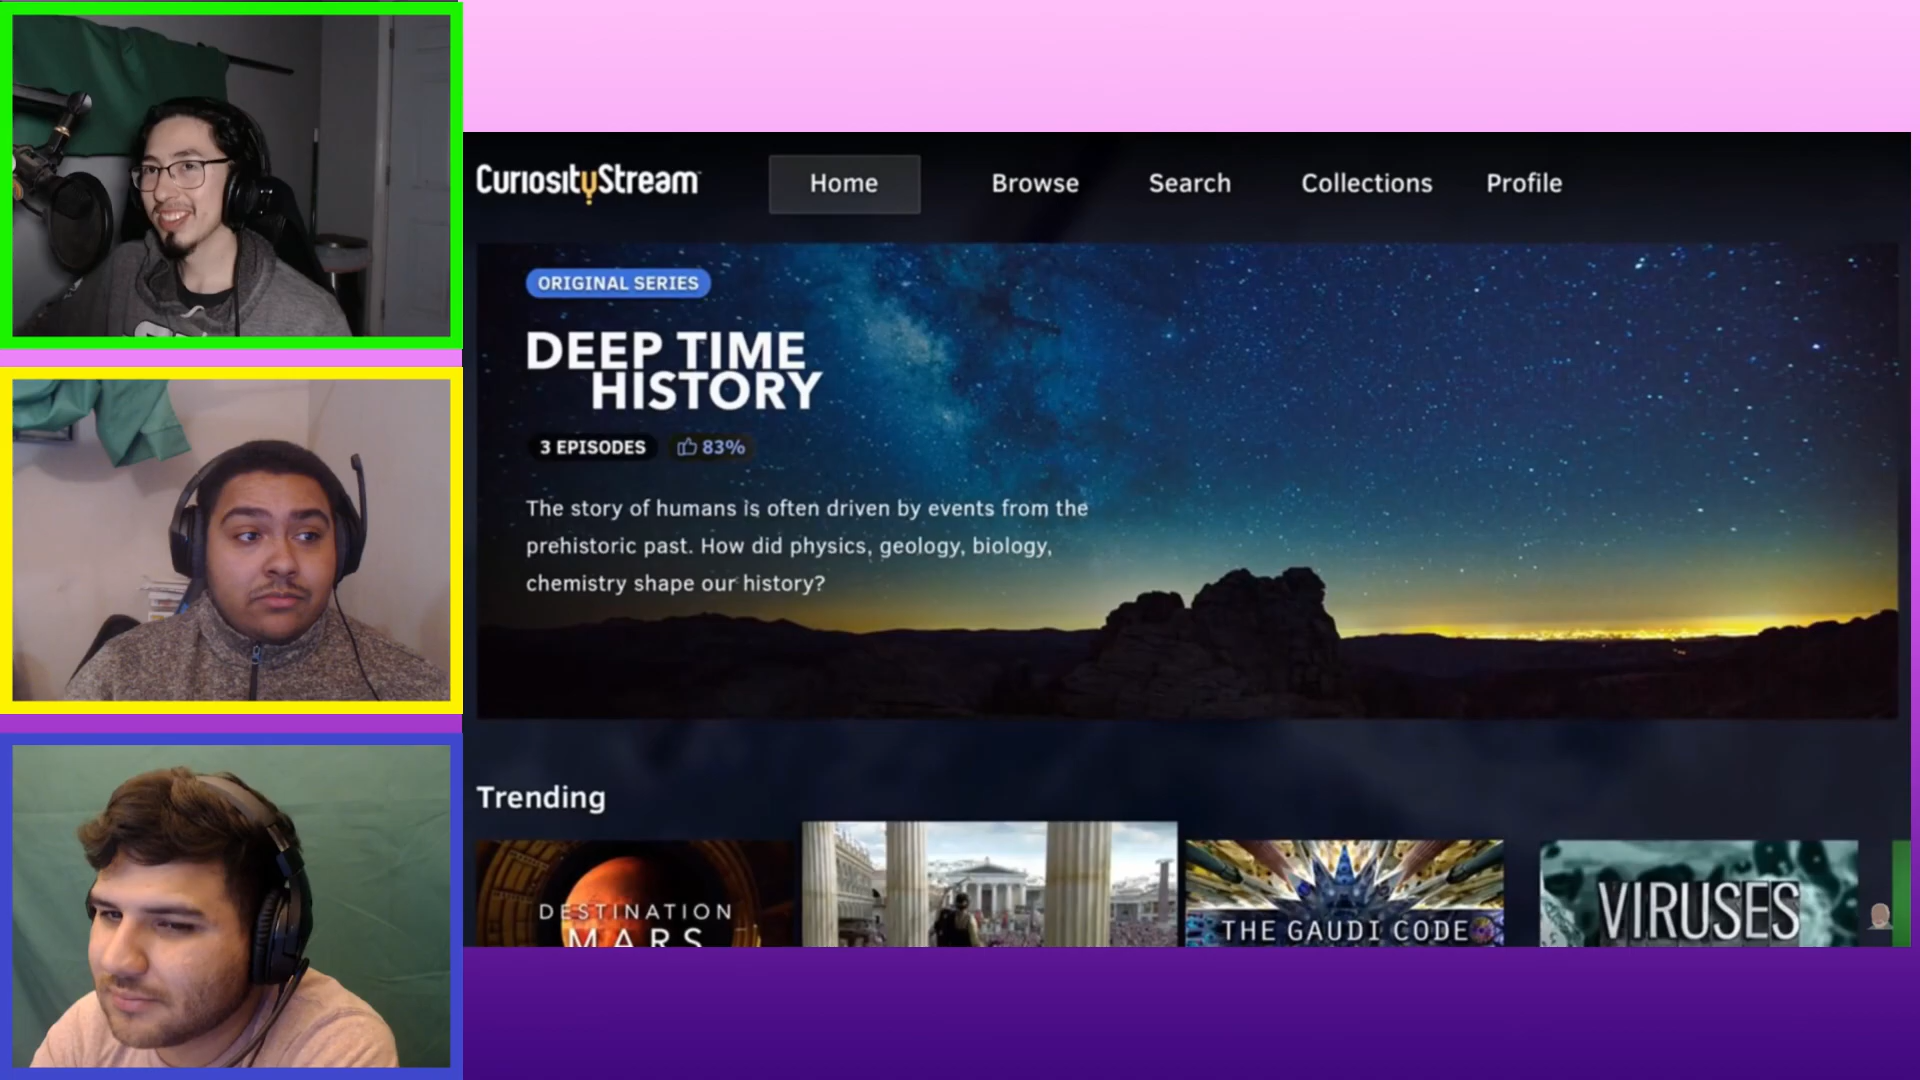 CuriosityStream
Home
Browse
Search
Collections
Profile
ORIGINAL SERIES
DEEP TIME
HISTORY
3 EPISODES
83%
The story of humans is often driven by events from the
prehistoric past. How did physics, geology, biology,
chemistry shape our history?
Trending
DESTINATION
MARS
THE GAUDI CODE
VIRUSES